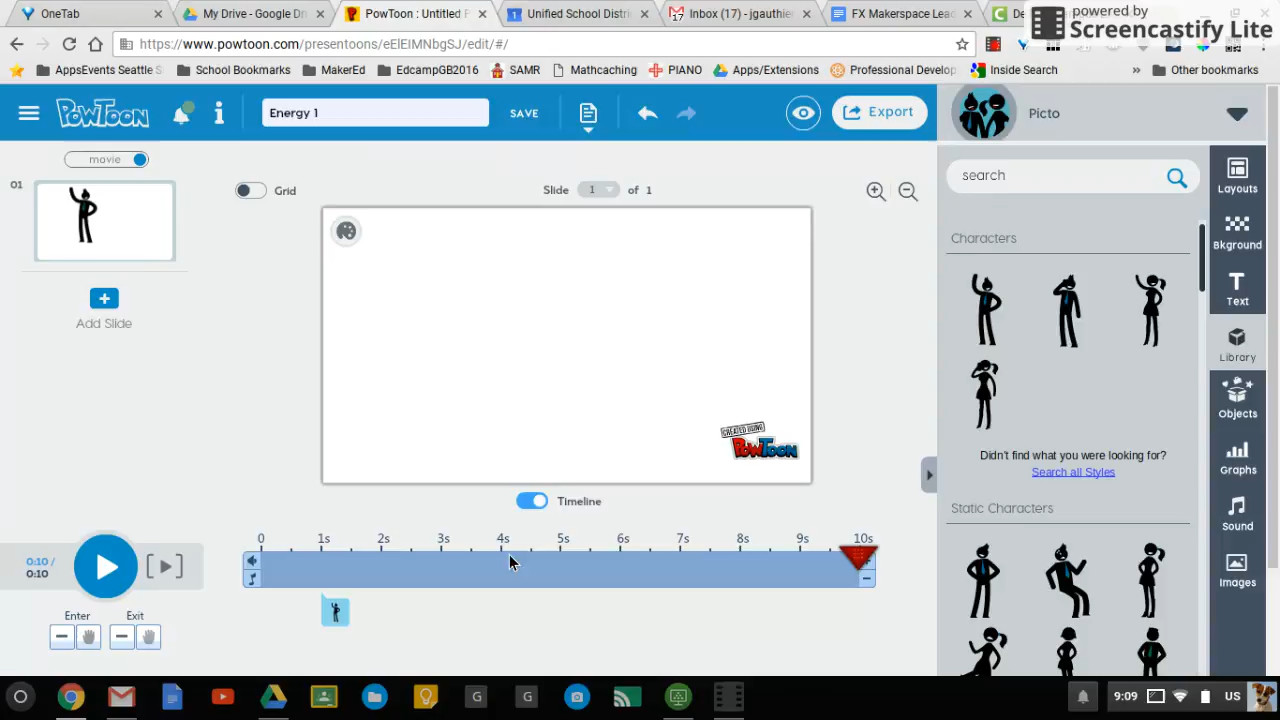 OneTab
My Drive - Google Dr
PowToon : Untitled P
Unified School Distri
Inbox (17) - jgauthier
FX Makerspace Lead
De
powered by
Screencastify Lite
https://www.powtoon.com/presentoons/eElEIMNbgSJ/edit/#/
AppsEvents Seattle S
School Bookmarks
MakerEd
EdcampGB2016
SAMR
Mathcaching
PIANO
Apps/Extensions
Professional Develop
Inside Search
»
Other bookmarks
POWTOON
Energy 1
SAVE
Export
Picto
movie
01
Grid
Slide 1 of 1
search
Layouts
Characters
Bkground
Text
Add Slide
Library
Objects
CREATED USING
POWTOON
Didn't find what you were looking for?
Search all Styles
Graphs
Timeline
Static Characters
Sound
0 1s 2s 3s 4s 5s 6s 7s 8s 9s 10s
0:10
0:10
Images
Enter
Exit
9:09
US